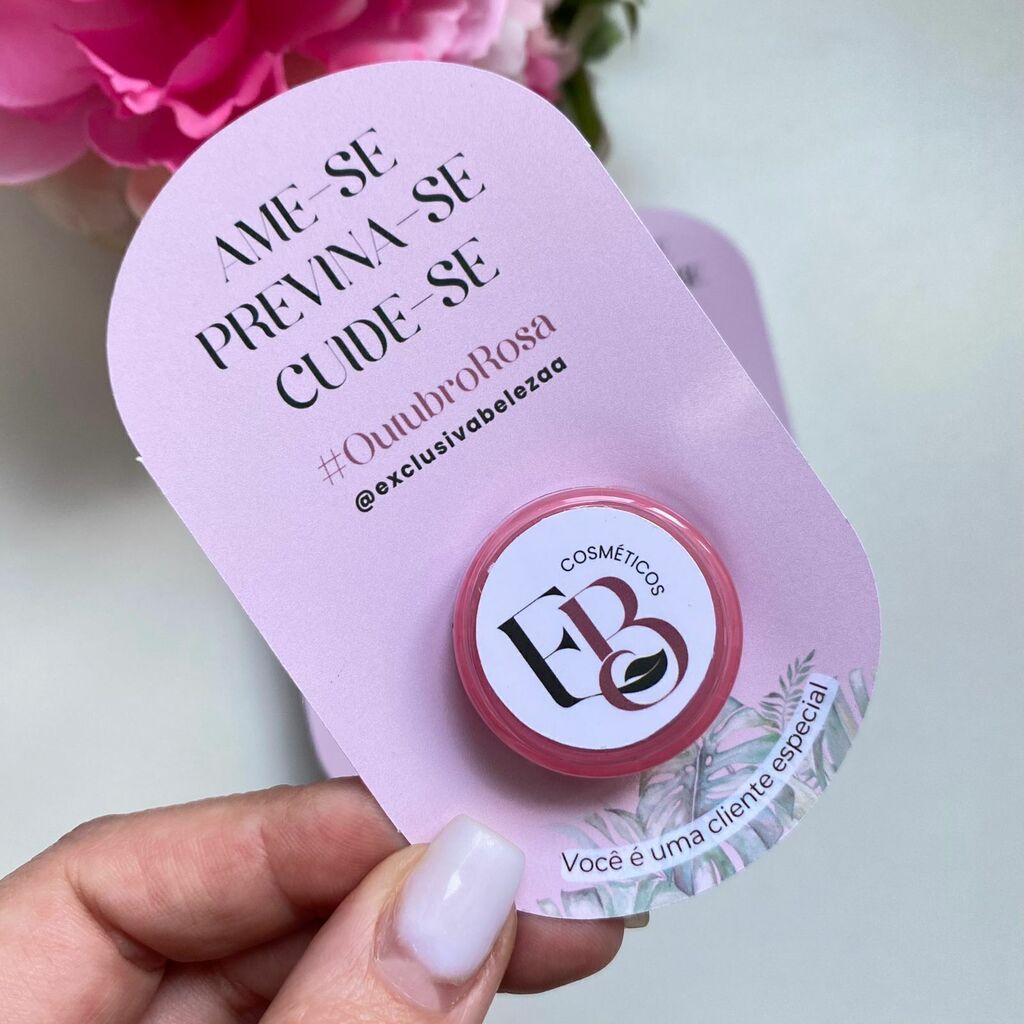 AME-SE
PREVINA-SE
CUIDE-SE
#OutubroRosa
@exclusivabelezaa
COSMÉTICOS
EB
Você é uma cliente especial